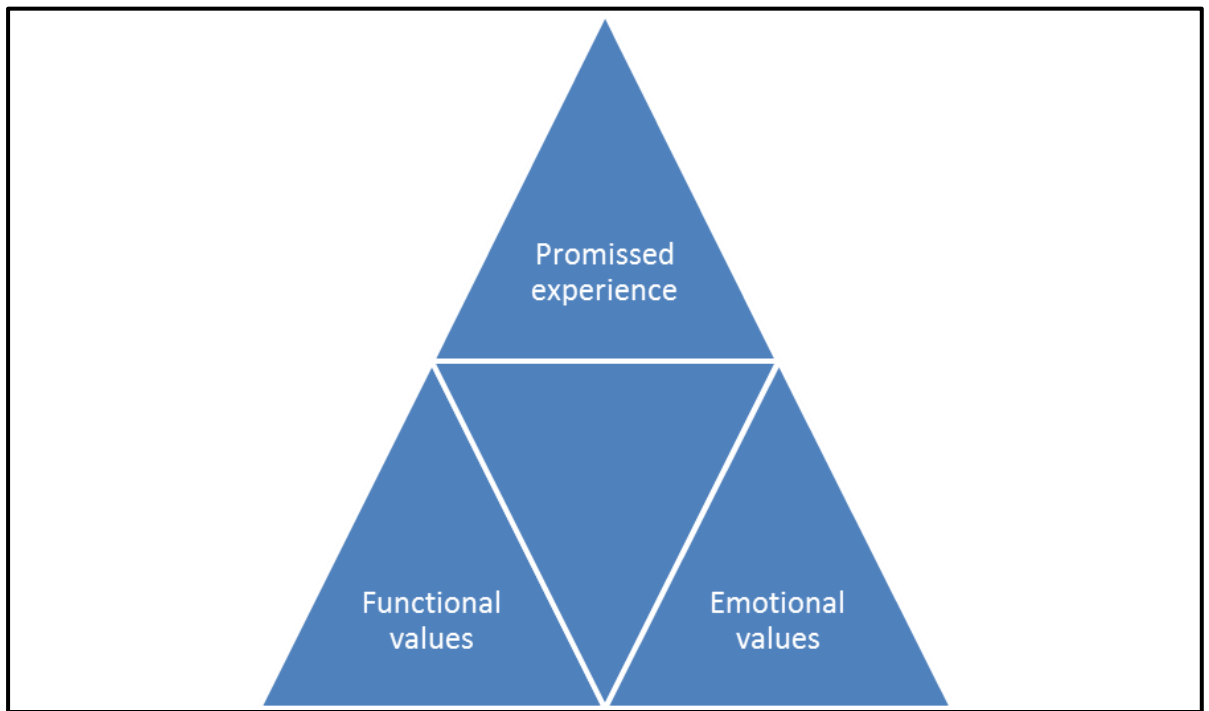 Promissed
experience
Functional
values
Emotional
values